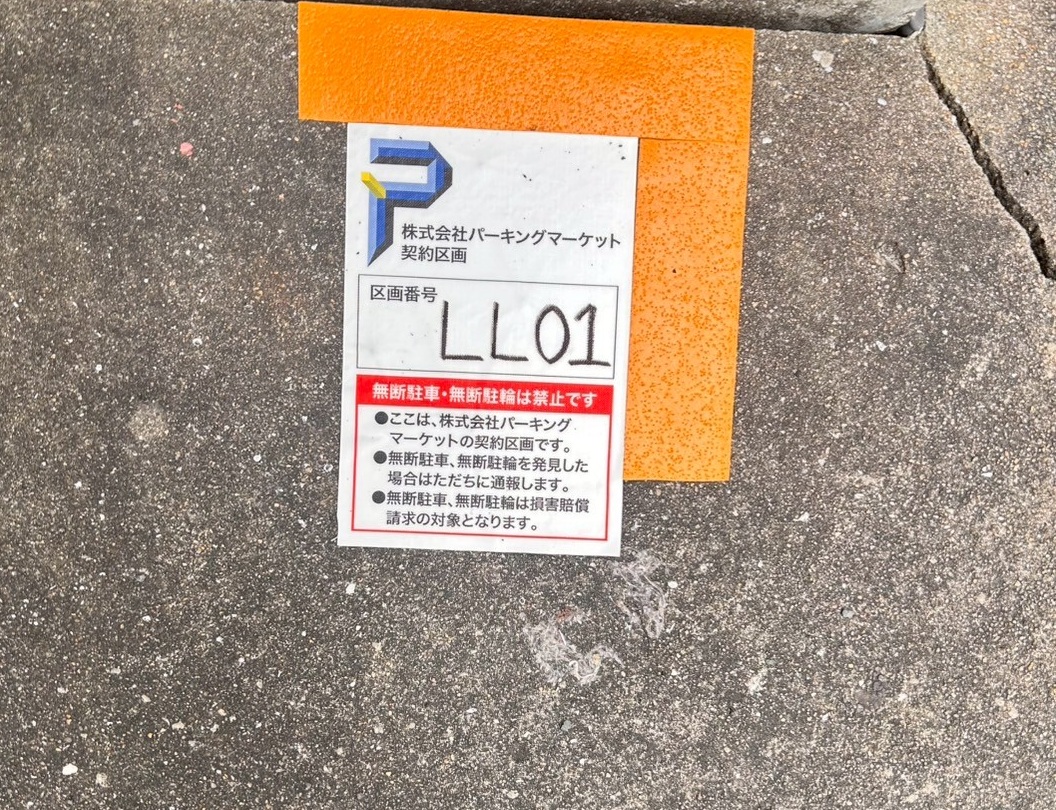 株式会社パーキングマーケット
契約区画
区画番号
LL01
無断駐車・無断駐輪は禁止です
●ここは、株式会社パーキング
マーケットの契約区画です。
●無断駐車、無断駐輪を発見した
場合はただちに通報します。
●無断駐車、無断駐輪は損害賠償
請求の対象となります。